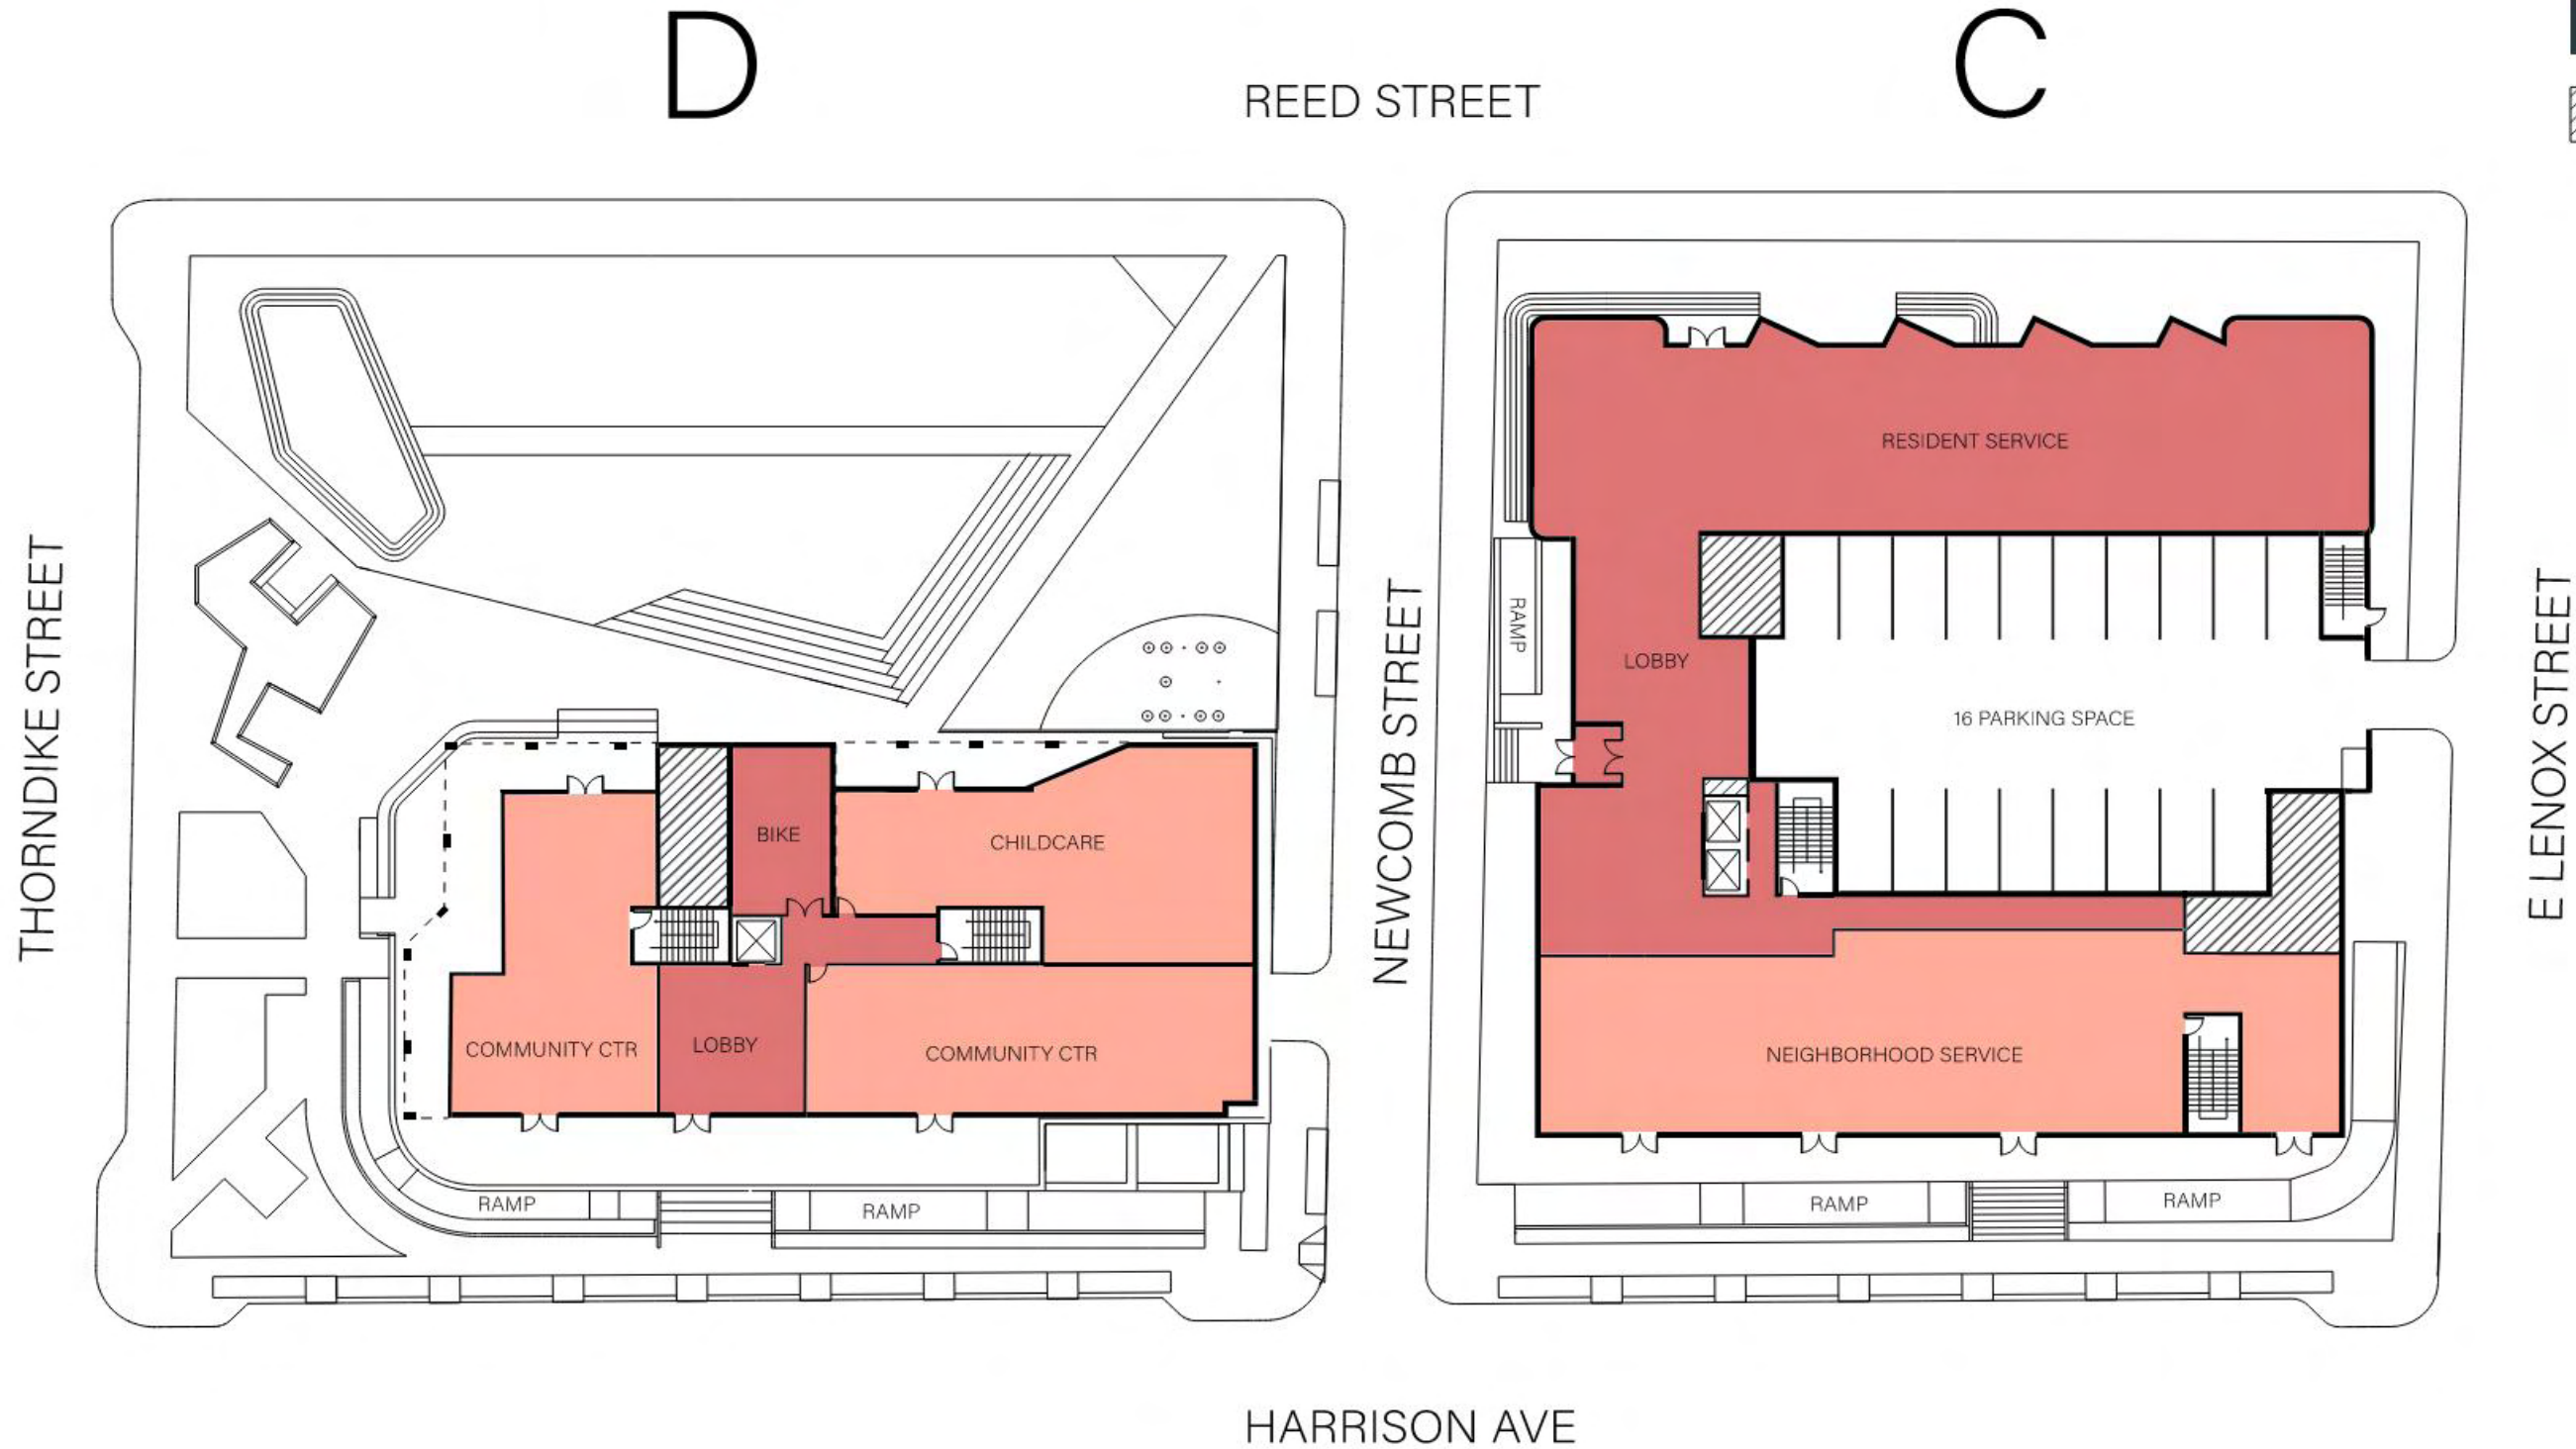 D
C
REED STREET
THORNDIKE STREET
NEWCOMB STREET
E LENOX STREET
RESIDENT SERVICE
RAMP
LOBBY
16 PARKING SPACE
BIKE
CHILDCARE
COMMUNITY CTR
LOBBY
COMMUNITY CTR
NEIGHBORHOOD SERVICE
RAMP
RAMP
RAMP
RAMP
HARRISON AVE